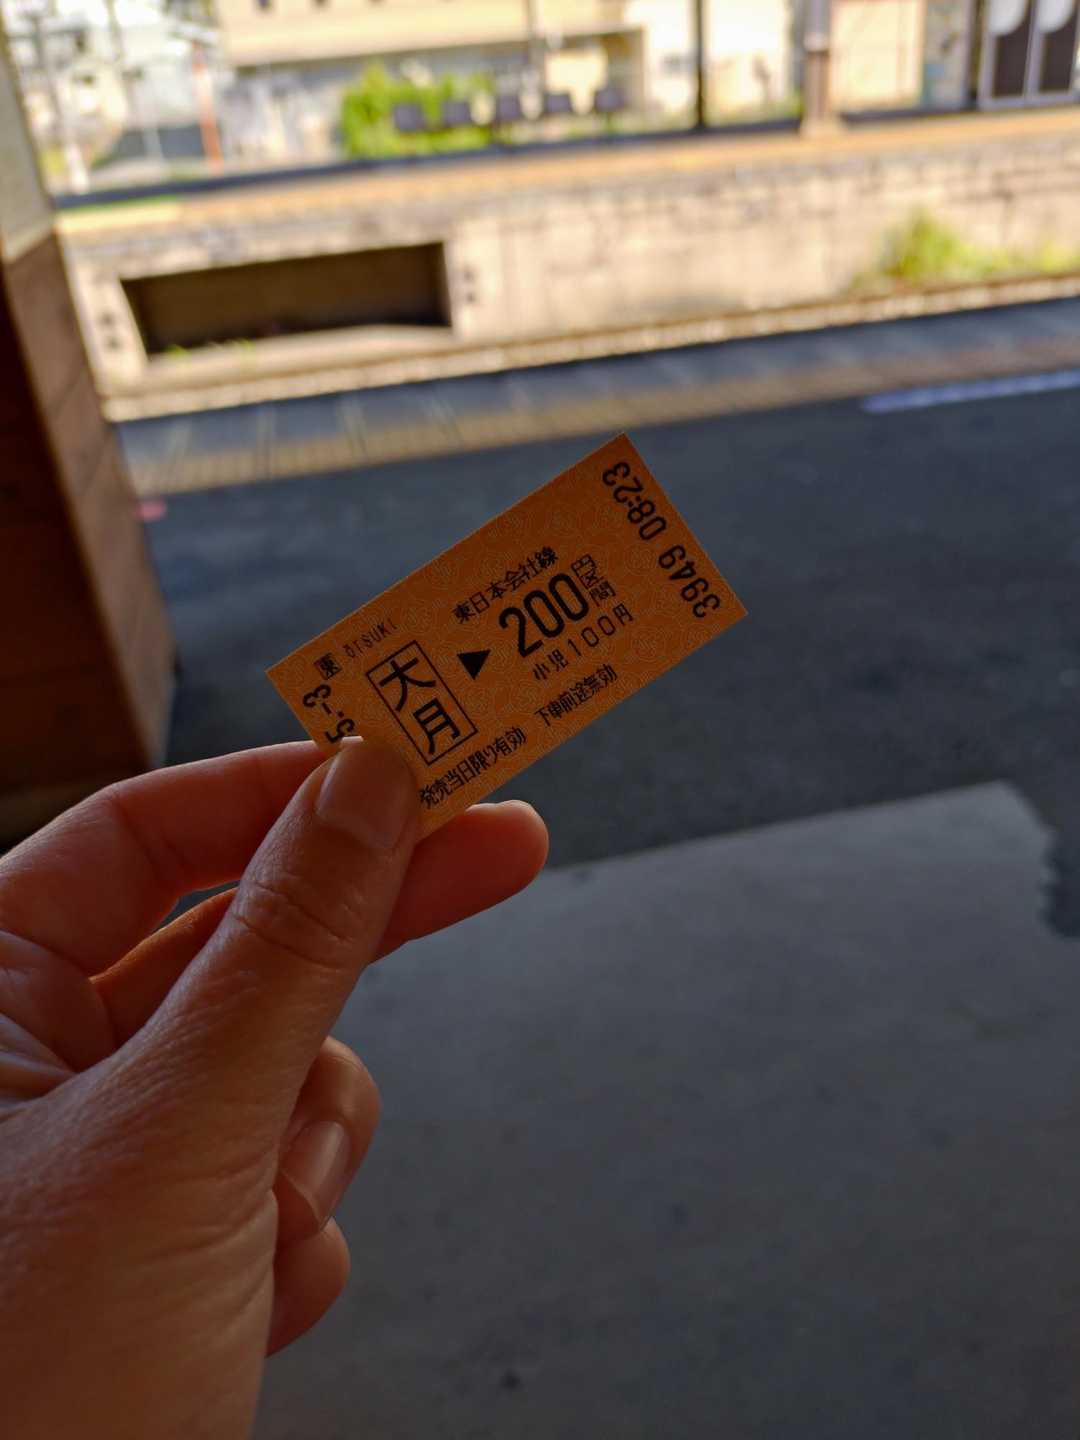 東 ŌTSUKI
5.-3
大月
▶
東日本会社線
200円区間
小児100円
発売当日限り有効 下車前途無効
3949 08:23